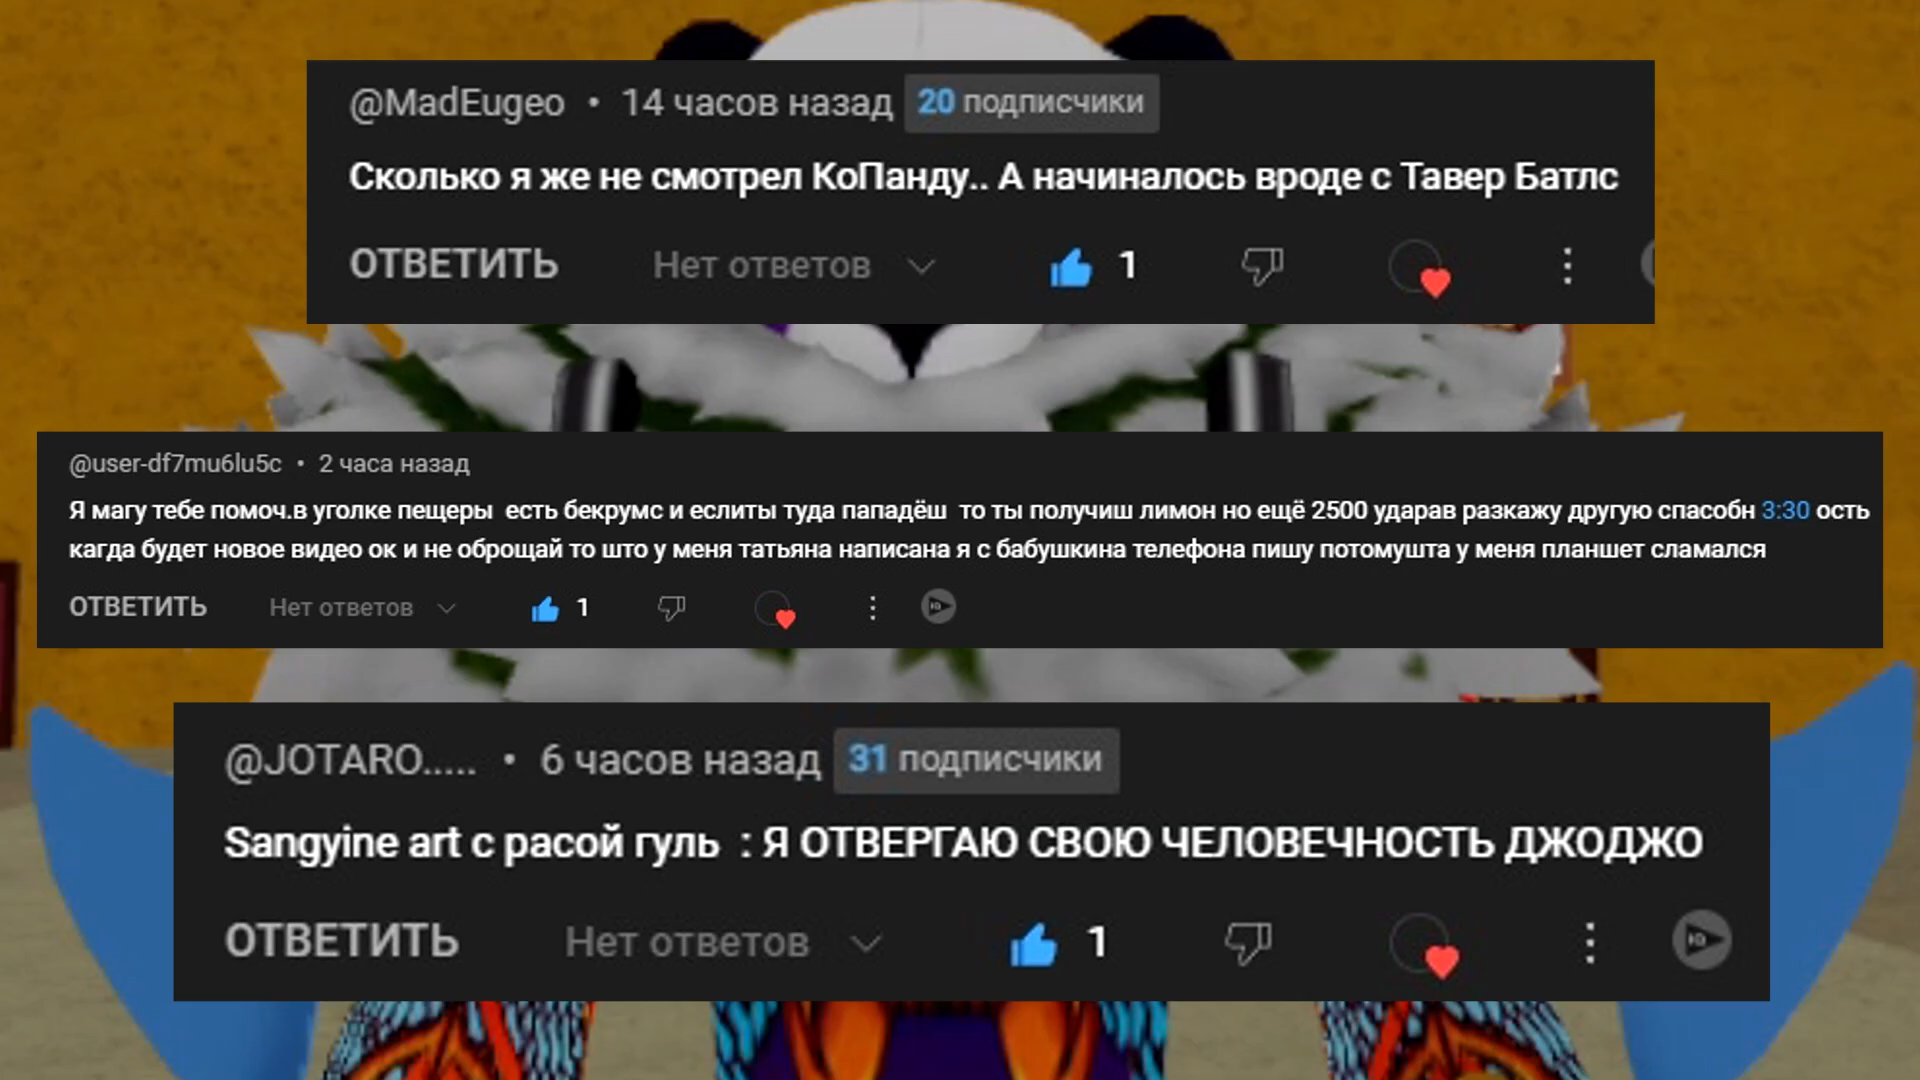 @MadEugeo • 14 часов назад 20 подписчики
Сколько я же не смотрел КоПанду.. А начиналось вроде с Тавер Батлс
ОТВЕТИТЬ Нет ответов 1
@user-df7mu6lu5c • 2 часа назад
Я магу тебе помоч.в уголке пещеры есть бекрумс и еслиты туда пападёш то ты получиш лимон но ещё 2500 ударав разкажу другую спасобн 3:30 ость
кагда будет новое видео ок и не оброщай то што у меня татьяна написана я с бабушкина телефона пишу потомушта у меня планшет сламался
ОТВЕТИТЬ Нет ответов 1
@JOTARO..... • 6 часов назад 31 подписчики
Sangyine art с расой гуль : Я ОТВЕРГАЮ СВОЮ ЧЕЛОВЕЧНОСТЬ ДЖОДЖО
ОТВЕТИТЬ Нет ответов 1